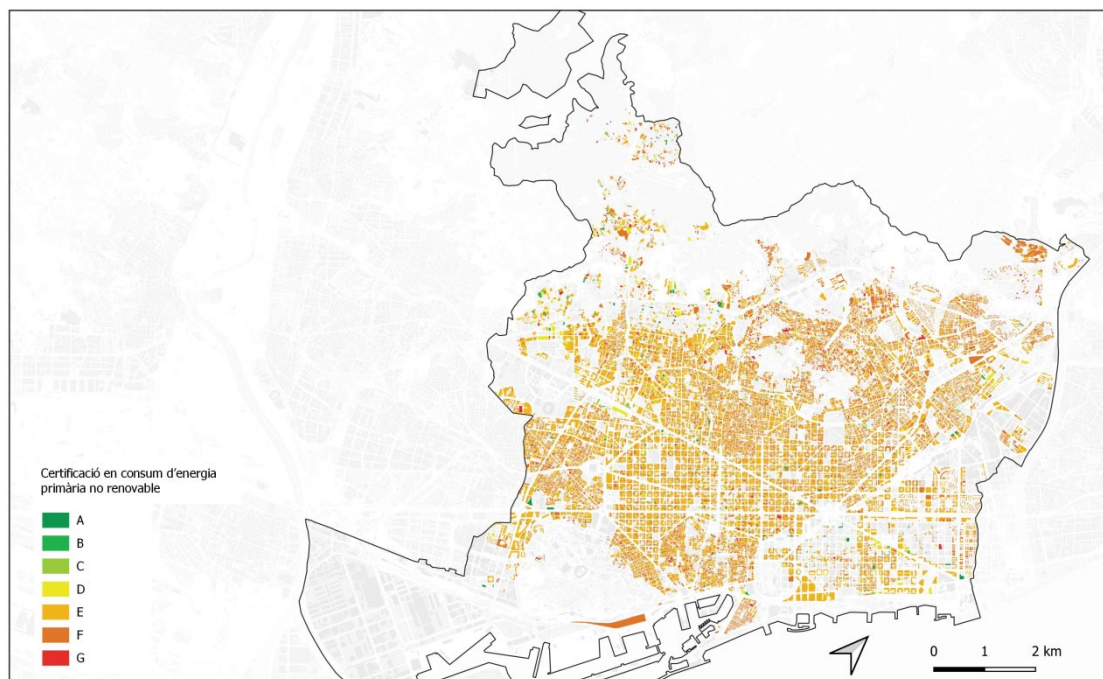 Certificació en consum d'energia
primària no renovable
A
B
C
D
E
F
G
0 1 2 km